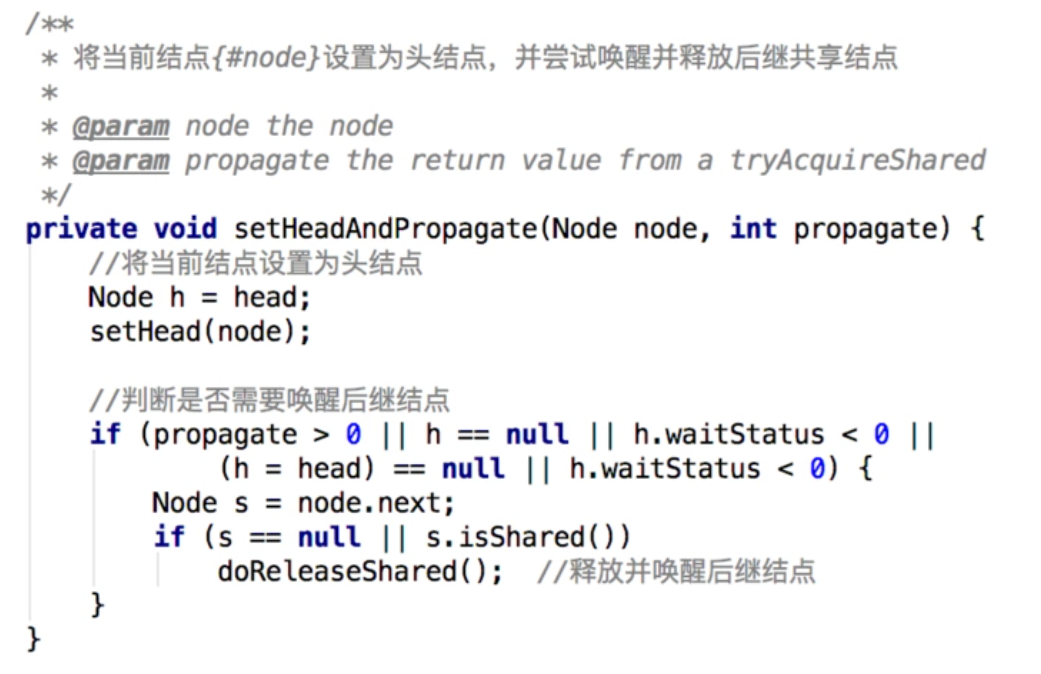 /**
 * 将当前结点{#node}设置为头结点，并尝试唤醒并释放后继共享结点
 *
 * @param node the node
 * @param propagate the return value from a tryAcquireShared
 */
private void setHeadAndPropagate(Node node, int propagate) {
    //将当前结点设置为头结点
    Node h = head;
    setHead(node);

    //判断是否需要唤醒后继结点
    if (propagate > 0 || h == null || h.waitStatus < 0 ||
            (h = head) == null || h.waitStatus < 0) {
        Node s = node.next;
        if (s == null || s.isShared())
            doReleaseShared();  //释放并唤醒后继结点
    }
}